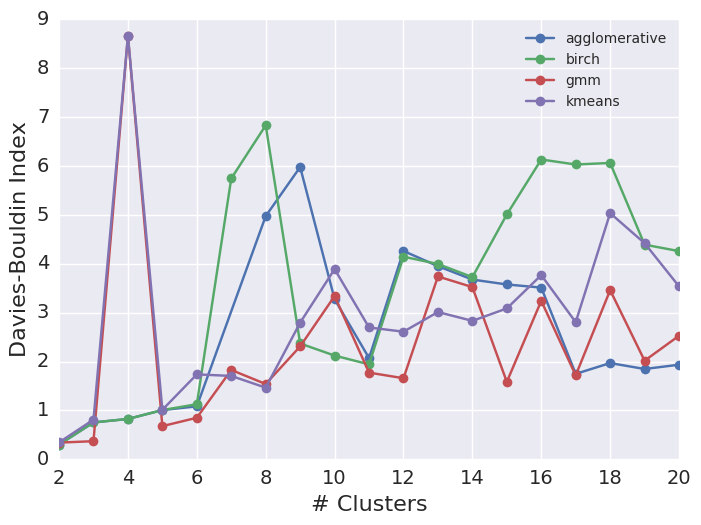 9
8
7
6
5
4
3
2
1
0
Davies-Bouldin Index
agglomerative
birch
gmm
kmeans
2 4 6 8 10 12 14 16 18 20
# Clusters